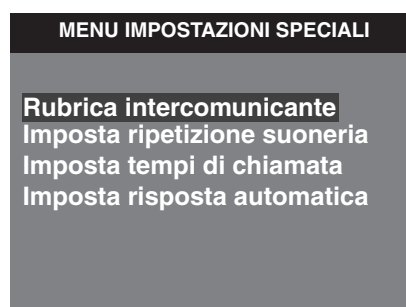 MENU IMPOSTAZIONI SPECIALI
Rubrica intercomunicante
Imposta ripetizione suoneria
Imposta tempi di chiamata
Imposta risposta automatica